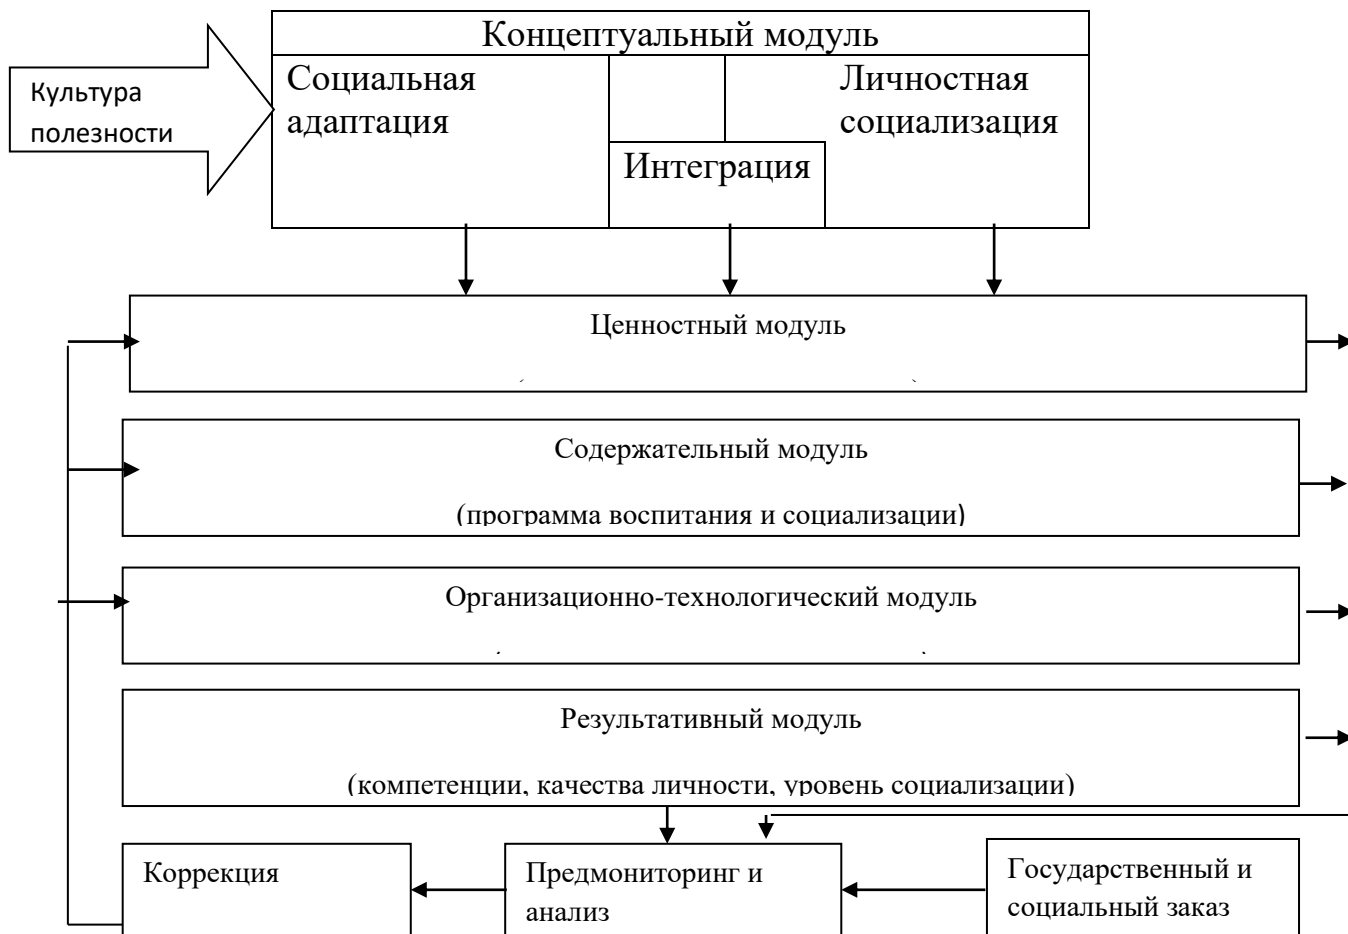 Концептуальный модуль
Культура
полезности
Социальная
адаптация
Интеграция
Личностная
социализация
Ценностный модуль
Содержательный модуль
(программа воспитания и социализации)
Организационно-технологический модуль
Результативный модуль
(компетенции, качества личности, уровень социализации)
Коррекция
Предмониторинг и
анализ
Государственный и
социальный заказ